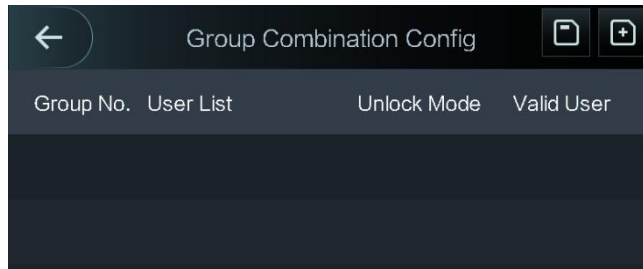 Group Combination Config
Group No. User List Unlock Mode Valid User